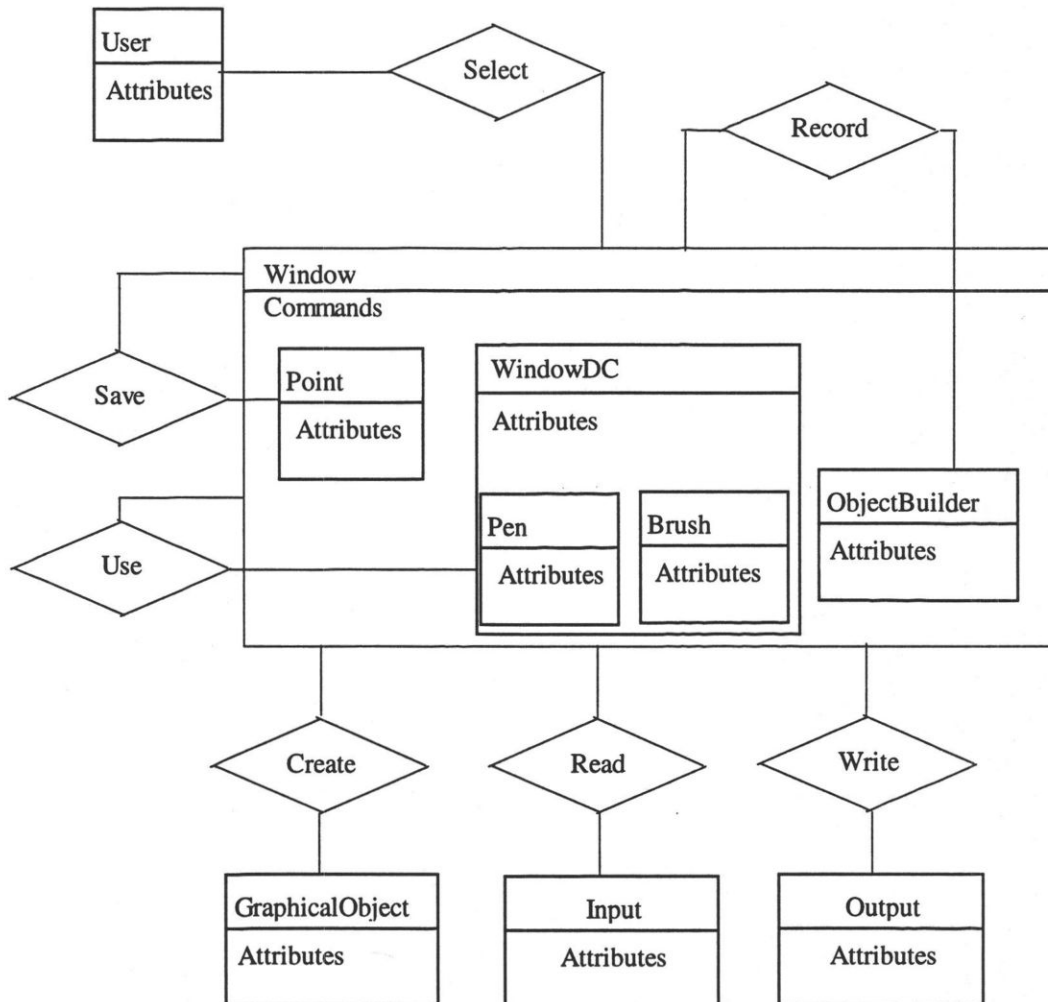 User
Attributes
Select
Record
Window
Commands
Save
Point
Attributes
WindowDC
Attributes
Use
Pen
Attributes
Brush
Attributes
ObjectBuilder
Attributes
Create
Read
Write
GraphicalObject
Attributes
Input
Attributes
Output
Attributes